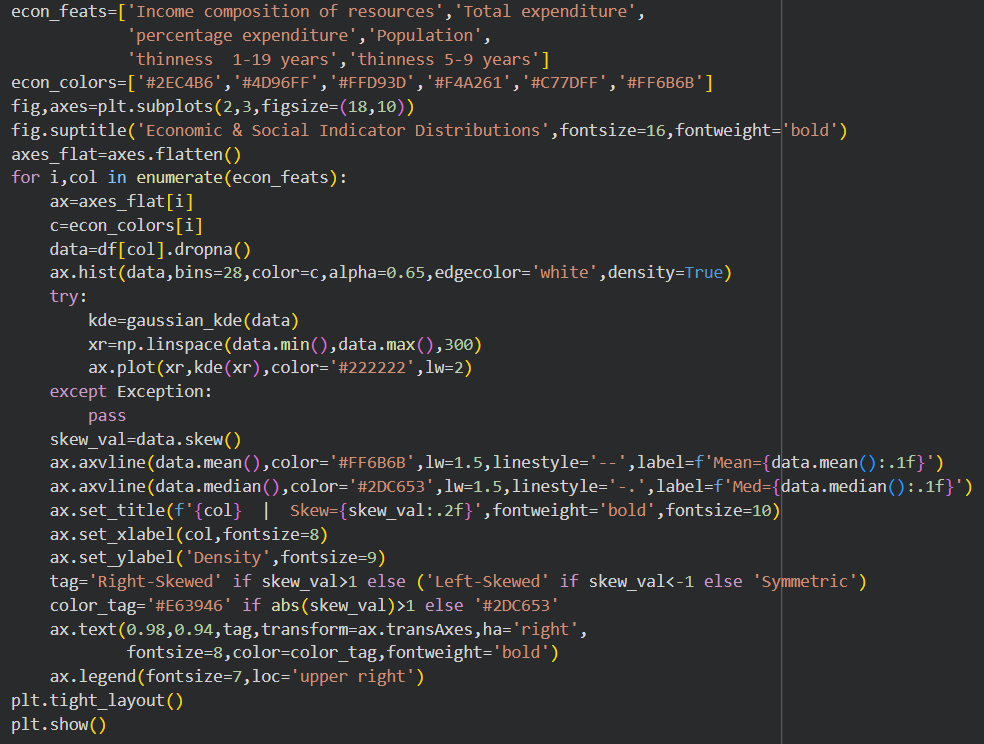 econ_feats=['Income composition of resources','Total expenditure',
            'percentage expenditure','Population',
            'thinness  1-19 years','thinness 5-9 years']
econ_colors=['#2EC4B6','#4D96FF','#FFD93D','#F4A261','#C77DFF','#FF6B6B']
fig,axes=plt.subplots(2,3,figsize=(18,10))
fig.suptitle('Economic & Social Indicator Distributions',fontsize=16,fontweight='bold')
axes_flat=axes.flatten()
for i,col in enumerate(econ_feats):
    ax=axes_flat[i]
    c=econ_colors[i]
    data=df[col].dropna()
    ax.hist(data,bins=28,color=c,alpha=0.65,edgecolor='white',density=True)
    try:
        kde=gaussian_kde(data)
        xr=np.linspace(data.min(),data.max(),300)
        ax.plot(xr,kde(xr),color='#222222',lw=2)
    except Exception:
        pass
    skew_val=data.skew()
    ax.axvline(data.mean(),color='#FF6B6B',lw=1.5,linestyle='--',label=f'Mean={data.mean():.1f}')
    ax.axvline(data.median(),color='#2DC653',lw=1.5,linestyle='-.',label=f'Med={data.median():.1f}')
    ax.set_title(f'{col}  |  Skew={skew_val:.2f}',fontweight='bold',fontsize=10)
    ax.set_xlabel(col,fontsize=8)
    ax.set_ylabel('Density',fontsize=9)
    tag='Right-Skewed' if skew_val>1 else ('Left-Skewed' if skew_val<-1 else 'Symmetric')
    color_tag='#E63946' if abs(skew_val)>1 else '#2DC653'
    ax.text(0.98,0.94,tag,transform=ax.transAxes,ha='right',
            fontsize=8,color=color_tag,fontweight='bold')
    ax.legend(fontsize=7,loc='upper right')
plt.tight_layout()
plt.show()